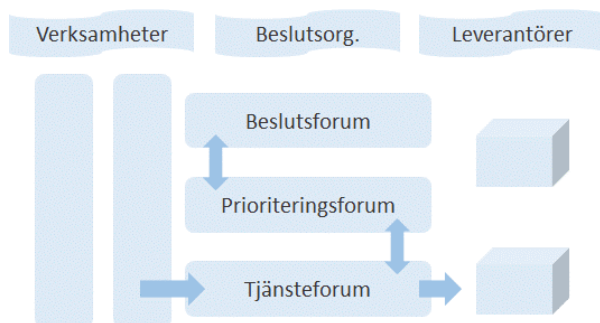 Verksamheter
Beslutsorg.
Leverantörer
Beslutsforum
Prioriteringsforum
Tjänsteforum